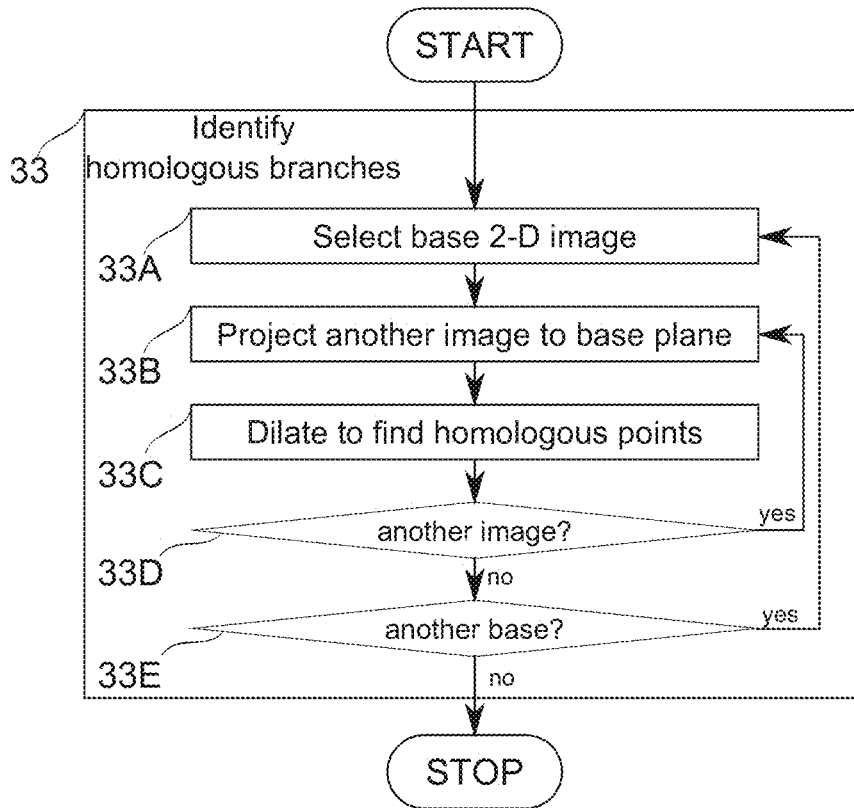 START
Identify
33 homologous branches
Select base 2-D image
33A
Project another image to base plane
33B
Dilate to find homologous points
33C
another image?
yes
33D
no
another base?
yes
33E
no
STOP